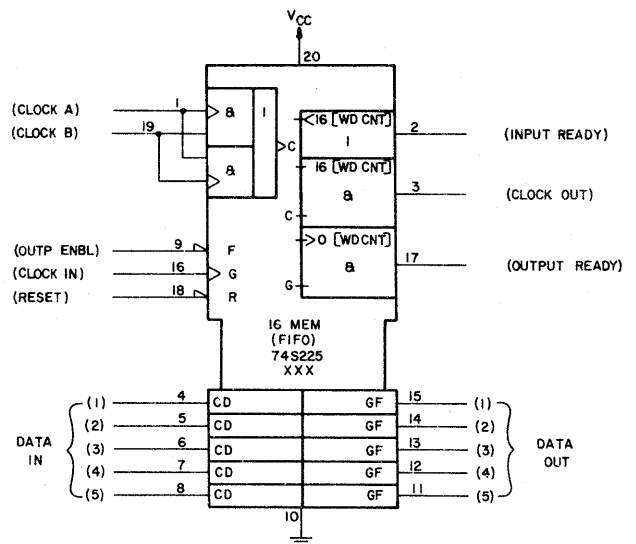 VCC
20
(CLOCK A) 1 & 1
(CLOCK B) 19
&
C
<16 [WD CNT] 2 (INPUT READY)
1
16 [WD CNT] 3 (CLOCK OUT)
&
C
>0 [WD CNT] 17 (OUTPUT READY)
&
G
(OUTP ENBL) 9 F
(CLOCK IN) 16 G
(RESET) 18 R
16 MEM
(FIFO)
74S225
XXX
DATA IN
(1) 4 CD GF 15 (1)
(2) 5 CD GF 14 (2)
(3) 6 CD GF 13 (3)
(4) 7 CD GF 12 (4)
(5) 8 CD GF 11 (5)
DATA OUT
10